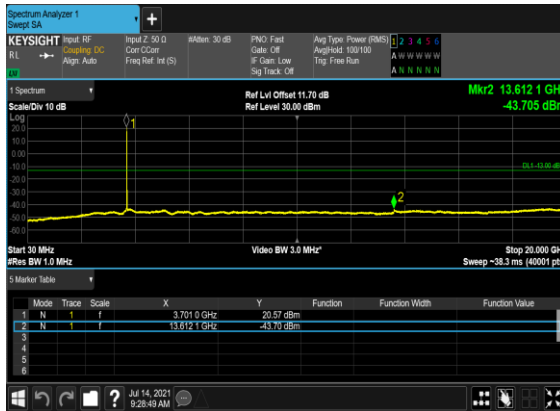 Spectrum Analyzer 1
Swept SA
KEYSIGHT Input: RF Input Z: 50 Ω #Atten: 30 dB PNO: Fast Avg Type: Power (RMS) 1 2 3 4 5 6
RL Coupling: DC Corr CCorr Gate: Off Avg|Hold: 100/100 A W W W W W
Align: Auto Freq Ref: Int (S) IF Gain: Low Trig: Free Run
Sig Track: Off A N N N N N
LXI
1 Spectrum Ref Lvl Offset 11.70 dB Mkr2 13.612 1 GHz
Scale/Div 10 dB Ref Level 30.00 dBm -43.705 dBm
Log
1
20.0
10.0
0.00
-10.0
DL1 -13.00 dB
-20.0
-30.0
2
-40.0
-50.0
-60.0
Start 30 MHz Video BW 3.0 MHz* Stop 20.000 GHz
#Res BW 1.0 MHz Sweep ~38.3 ms (40001 pts
5 Marker Table
Mode Trace Scale X Y Function Function Width Function Value
1 N 1 f 3.701 0 GHz 20.57 dBm
2 N 1 f 13.612 1 GHz -43.70 dBm
3
4
5
6
? Jul 14, 2021
9:28:49 AM